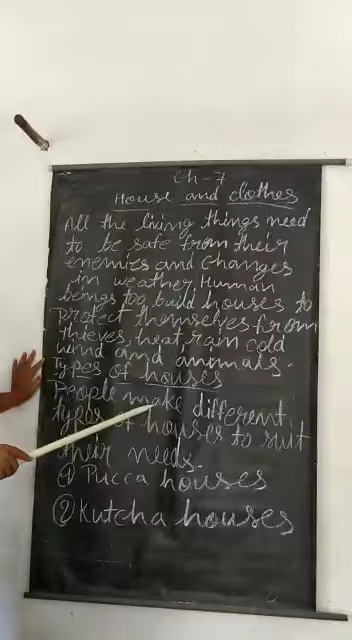 Ch-7
House and clothes
All the living things need
to be safe from their
enemies and changes
in weather. Human
beings too build houses to
protect themselves from
thieves, heat, rain cold
wind and animals.
Types of houses
People make different
types of houses to suit
their needs.
① Pucca houses
② Kutcha houses